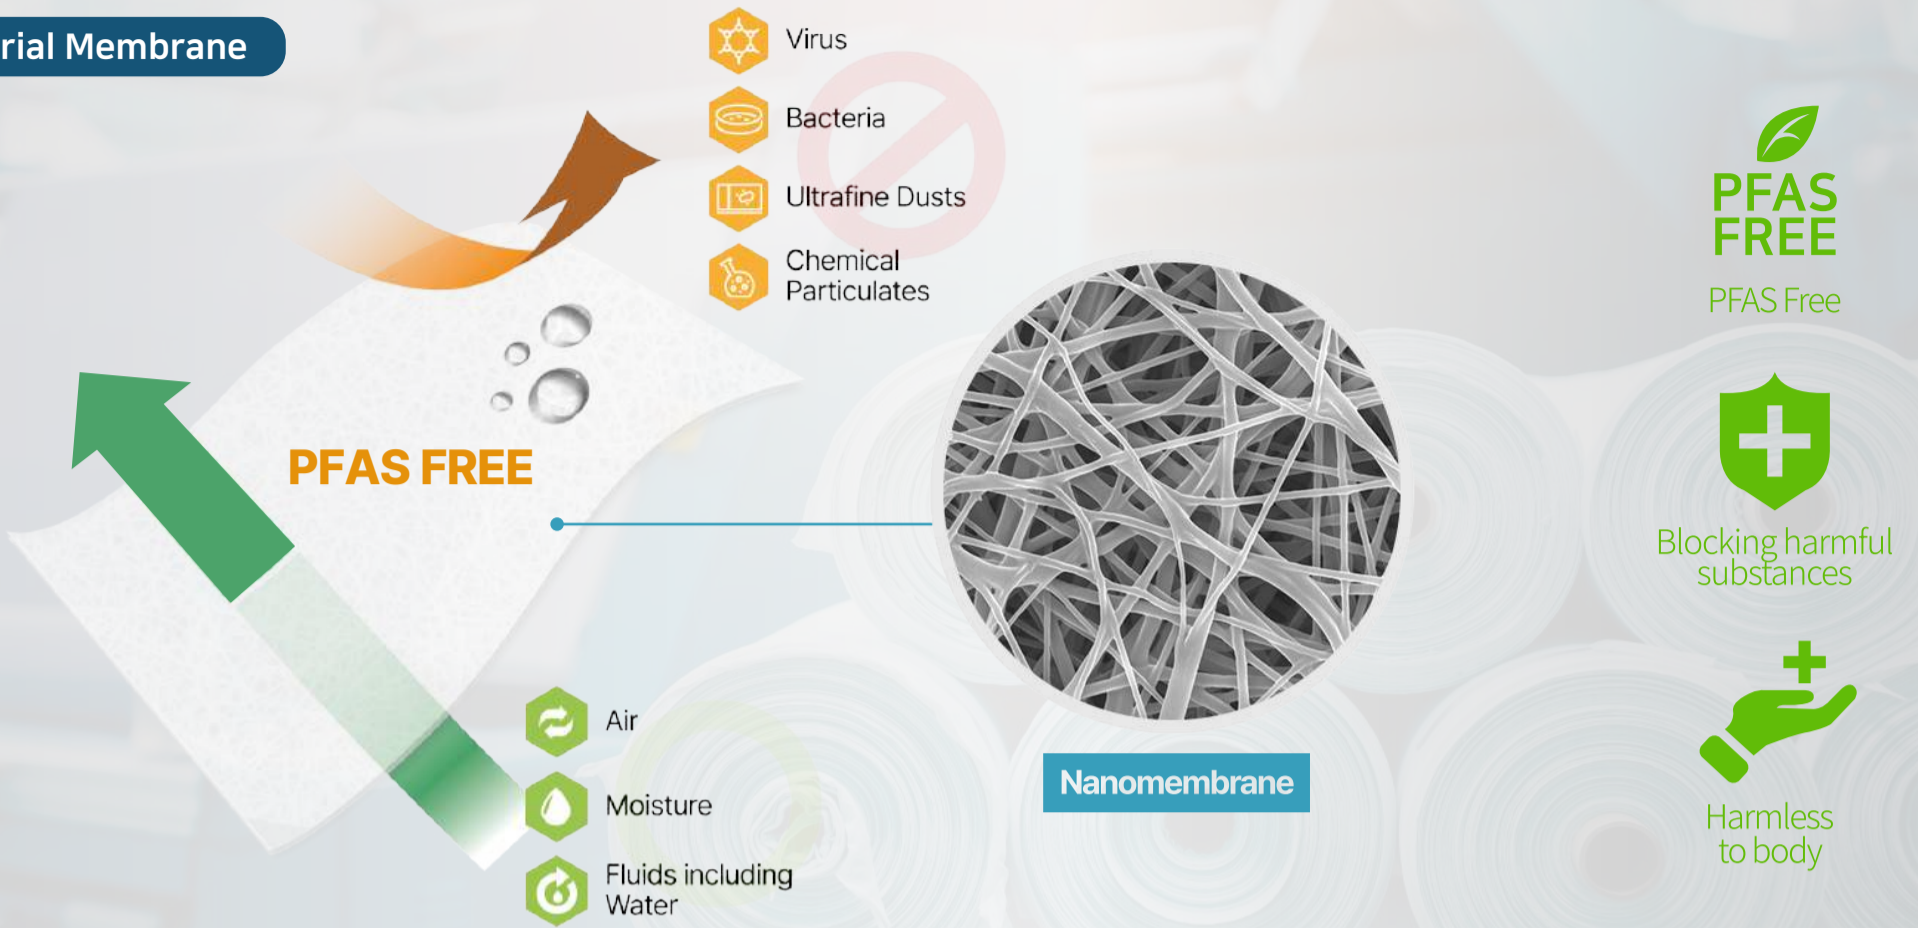 rial Membrane
Virus
Bacteria
Ultrafine Dusts
Chemical
Particulates
PFAS FREE
Air
Moisture
Fluids including
Water
Nanomembrane
PFAS
FREE
PFAS Free
Blocking harmful
substances
Harmless
to body